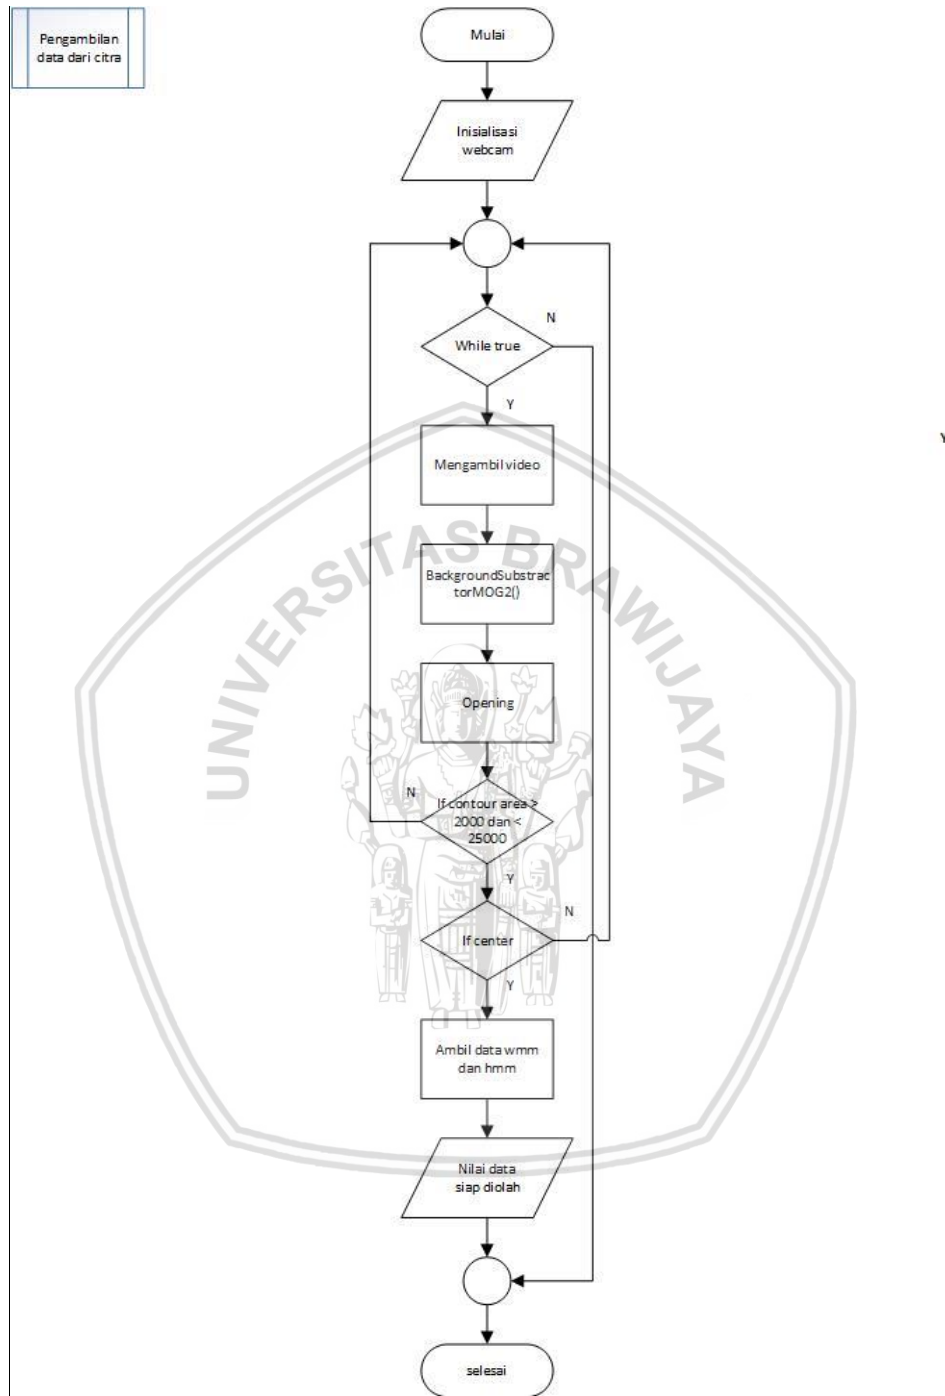 Pengambilan
data dari citra
Mulai
Inisialisasi
webcam
N
While true
Y
Y
Mengambil video
UNIVERSITAS BRAWIJAYA
BackgroundSubstrac
torMOG2()
Opening
N
If contour area >
2000 dan <
25000
Y
N
If center
Y
Ambil data wmm
dan hmm
Nilai data
siap diolah
selesai